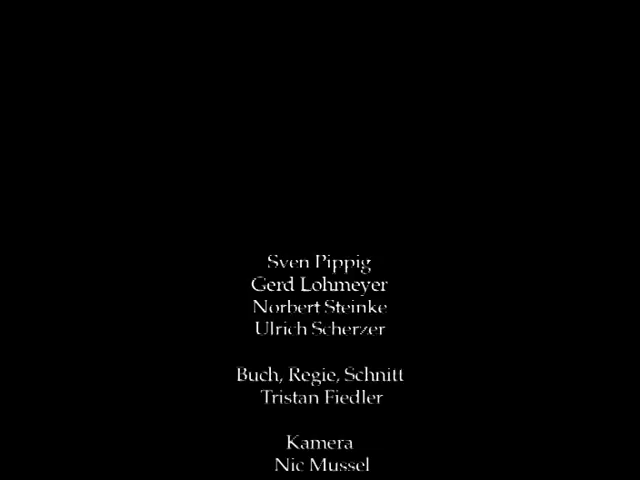 Sven Pippig
Gerd Lohmeyer
Norbert Steinke
Ulrich Scherzer
Buch, Regie, Schnitt
Tristan Fiedler
Kamera
Nic Mussel